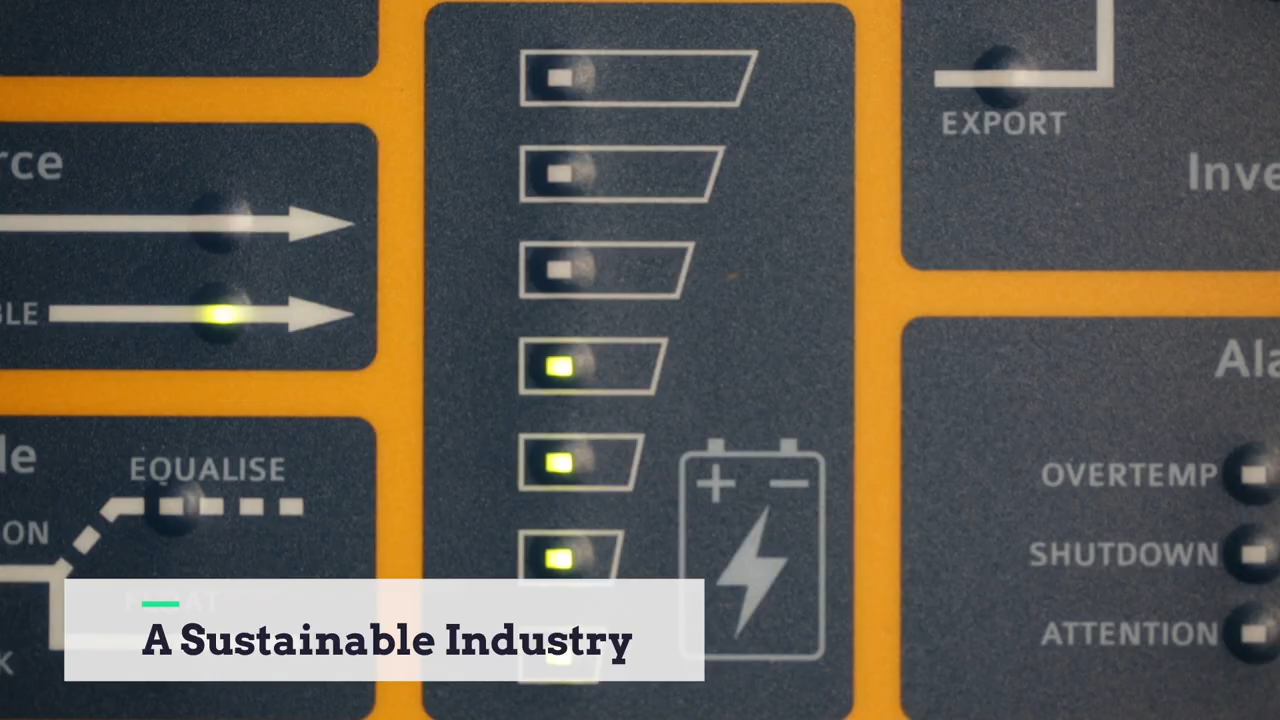 EXPORT
rce
Inve
BLE
Ala
le
EQUALISE
OVERTEMP
ON
SHUTDOWN
A Sustainable Industry
ATTENTION
K